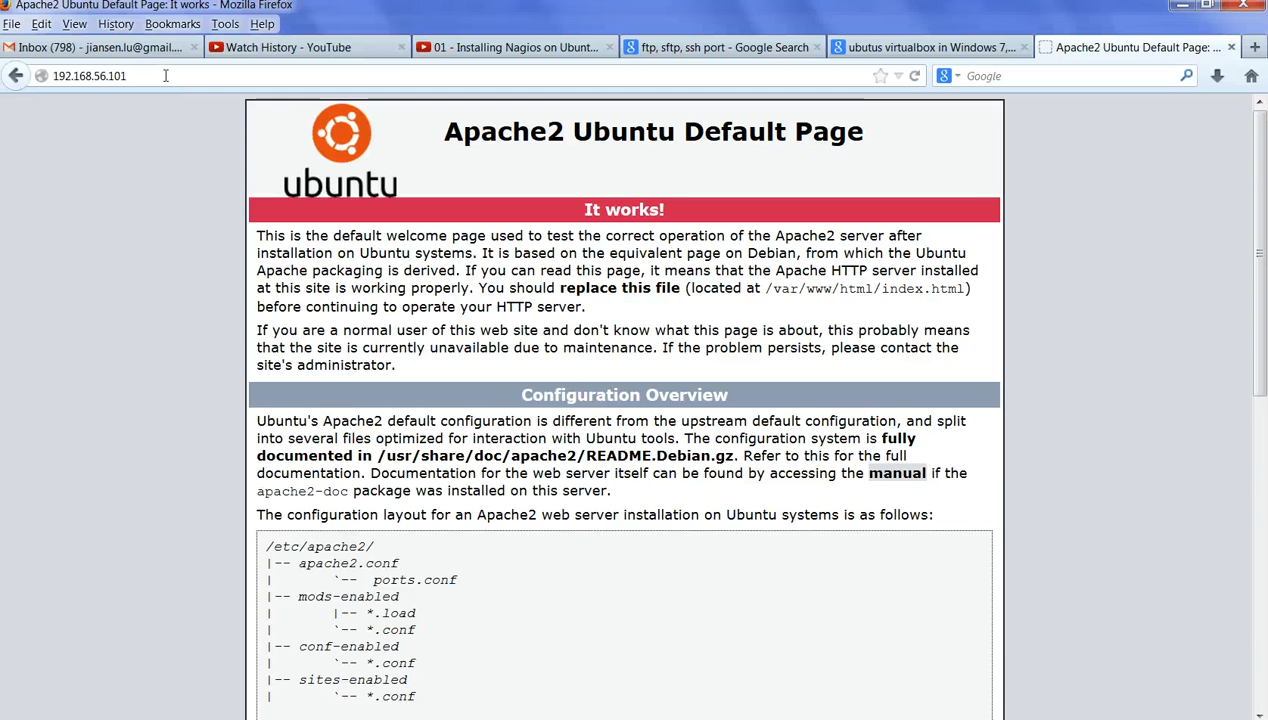 Apache2 Ubuntu Default Page: It works - Mozilla Firefox
File Edit View History Bookmarks Tools Help
Inbox (798) - jiansen.lu@gmail.... Watch History - YouTube 01 - Installing Nagios on Ubunt... ftp, sftp, ssh port - Google Search ubutus virtualbox in Windows 7,... Apache2 Ubuntu Default Page: ...
192.168.56.101 Google
Apache2 Ubuntu Default Page
ubuntu
It works!
This is the default welcome page used to test the correct operation of the Apache2 server after
installation on Ubuntu systems. It is based on the equivalent page on Debian, from which the Ubuntu
Apache packaging is derived. If you can read this page, it means that the Apache HTTP server installed
at this site is working properly. You should replace this file (located at /var/www/html/index.html)
before continuing to operate your HTTP server.
If you are a normal user of this web site and don't know what this page is about, this probably means
that the site is currently unavailable due to maintenance. If the problem persists, please contact the
site's administrator.
Configuration Overview
Ubuntu's Apache2 default configuration is different from the upstream default configuration, and split
into several files optimized for interaction with Ubuntu tools. The configuration system is fully
documented in /usr/share/doc/apache2/README.Debian.gz. Refer to this for the full
documentation. Documentation for the web server itself can be found by accessing the manual if the
apache2-doc package was installed on this server.
The configuration layout for an Apache2 web server installation on Ubuntu systems is as follows:
/etc/apache2/
|-- apache2.conf
|       `--  ports.conf
|-- mods-enabled
|       |-- *.load
|       `-- *.conf
|-- conf-enabled
|       `-- *.conf
|-- sites-enabled
|       `-- *.conf